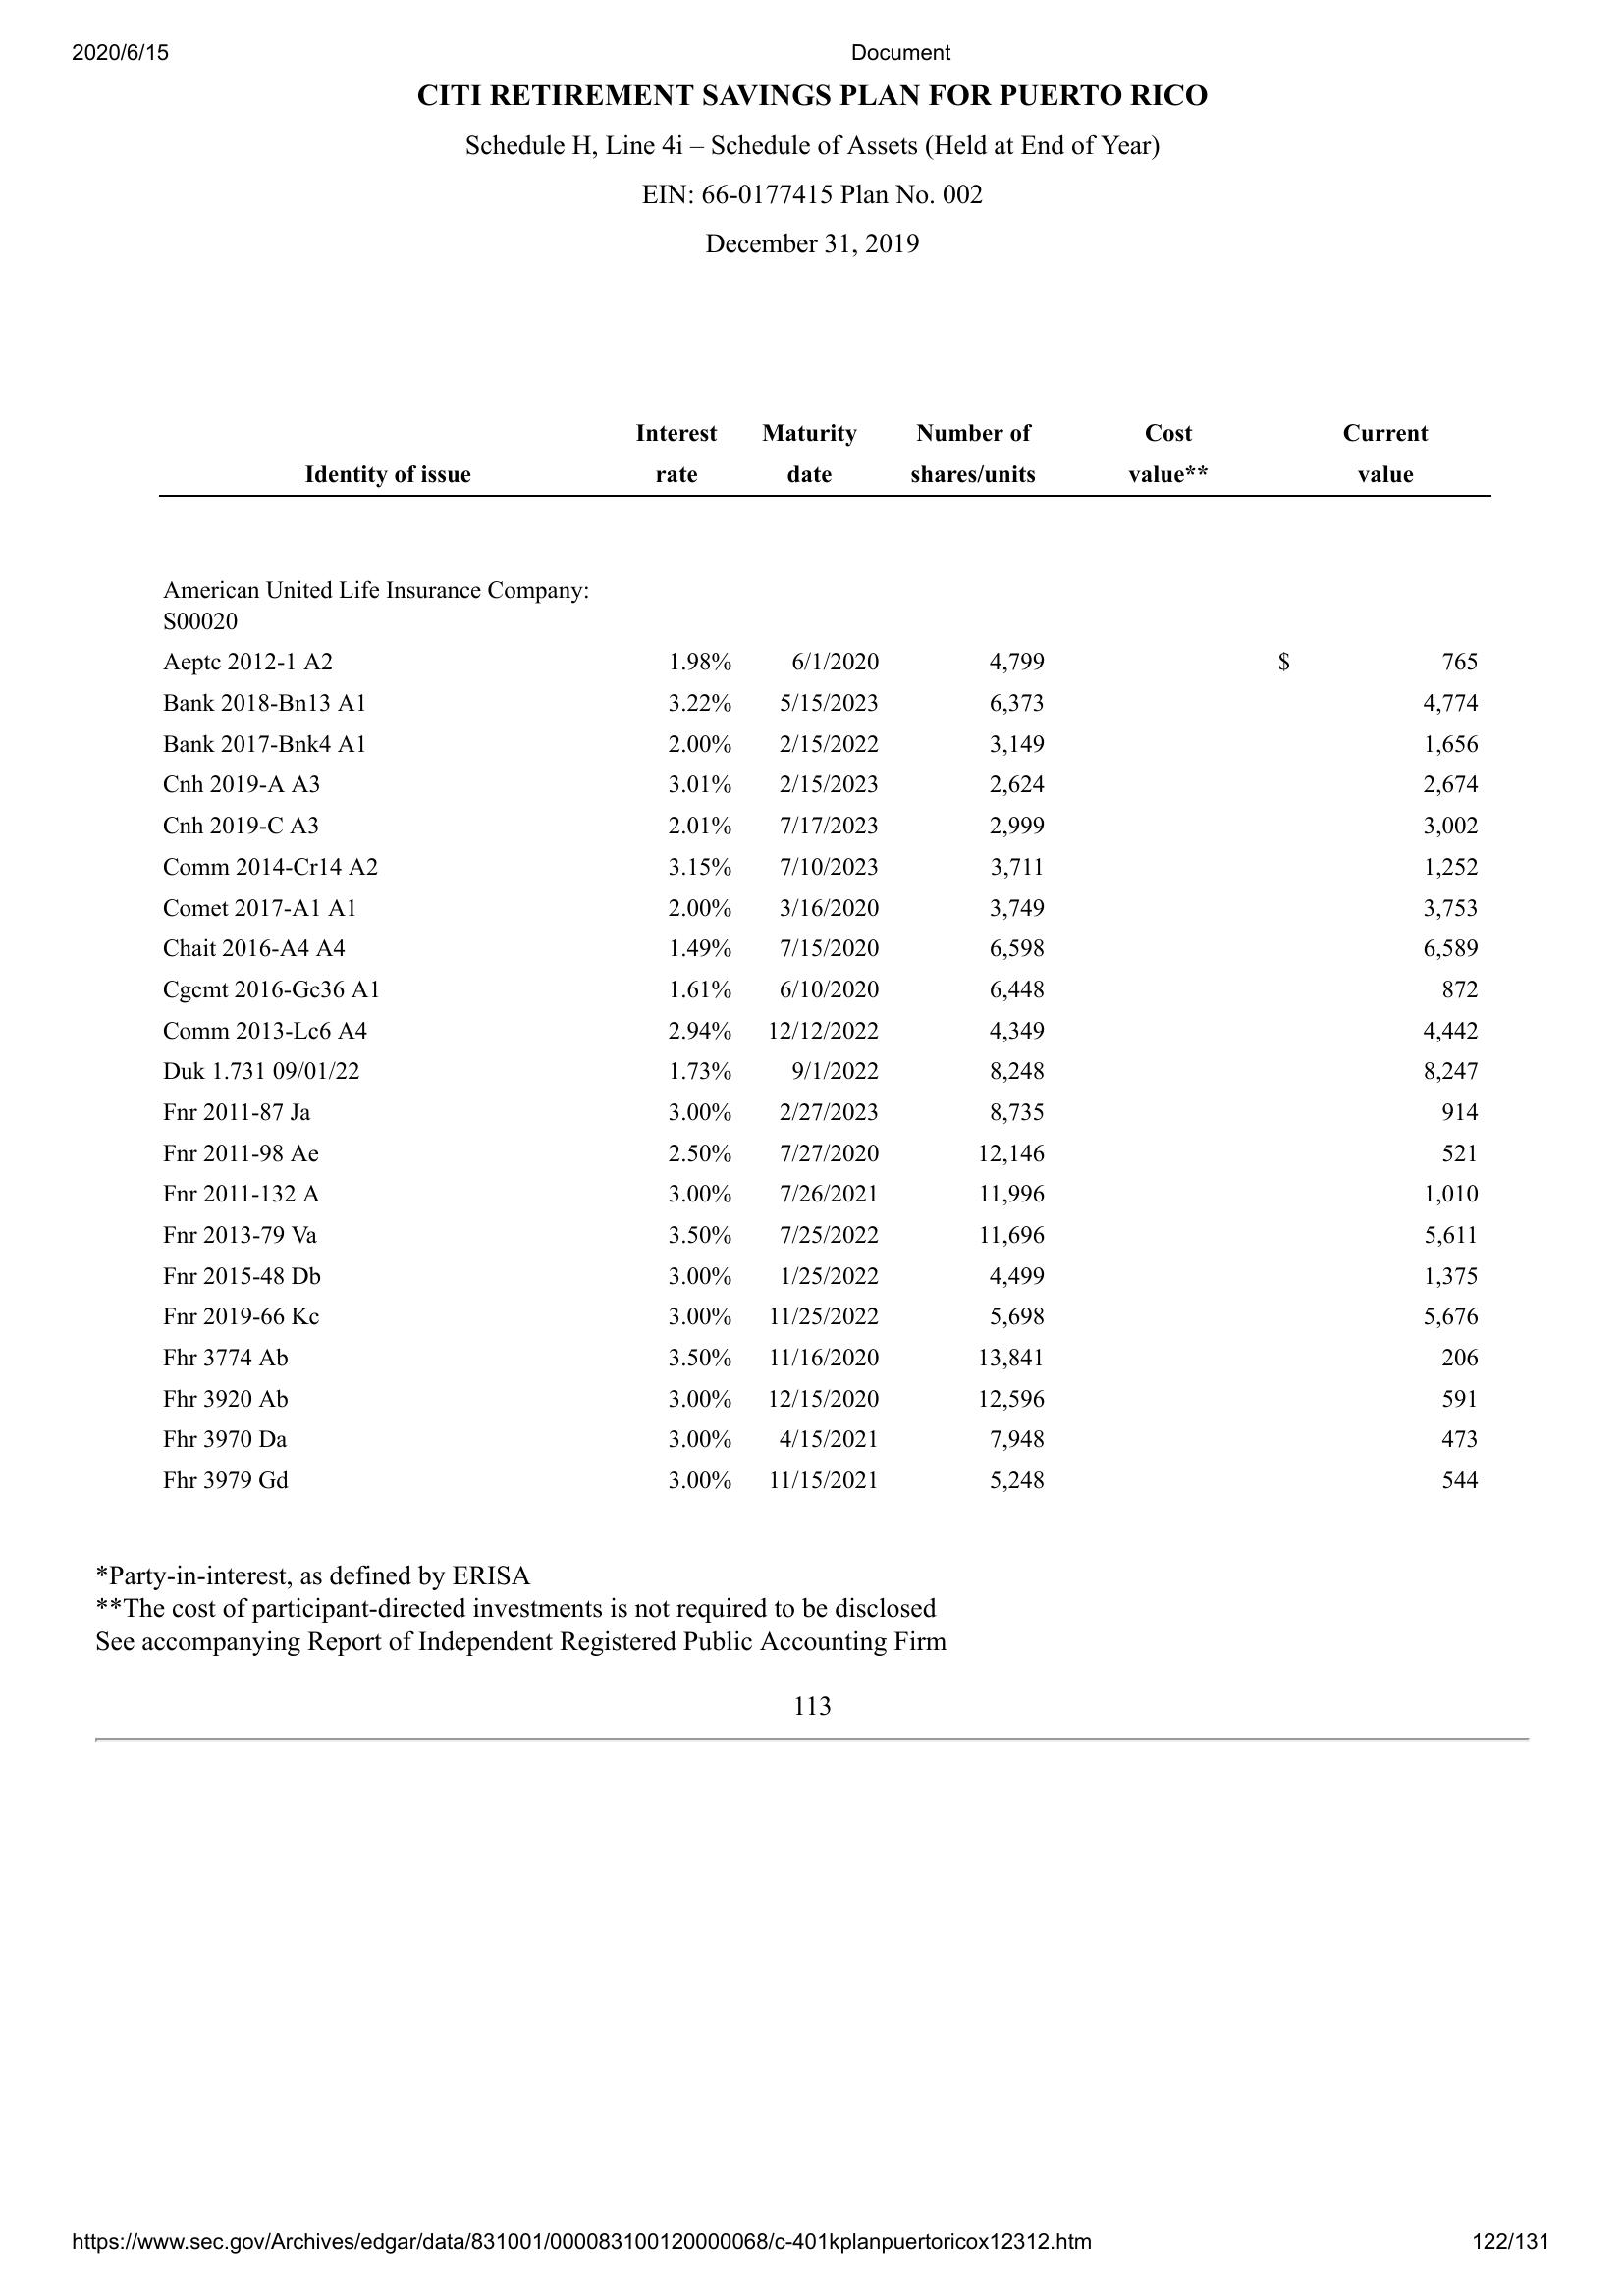 2020/6/15 Document
CITI RETIREMENT SAVINGS PLAN FOR PUERTO RICO
Schedule H, Line 4i – Schedule of Assets (Held at End of Year)
EIN: 66-0177415 Plan No. 002
December 31, 2019
Interest Maturity Number of Cost Current
Identity of issue rate date shares/units value** value
American United Life Insurance Company:
S00020
Aeptc 2012-1 A2 1.98% 6/1/2020 4,799 $ 765
Bank 2018-Bn13 A1 3.22% 5/15/2023 6,373 4,774
Bank 2017-Bnk4 A1 2.00% 2/15/2022 3,149 1,656
Cnh 2019-A A3 3.01% 2/15/2023 2,624 2,674
Cnh 2019-C A3 2.01% 7/17/2023 2,999 3,002
Comm 2014-Cr14 A2 3.15% 7/10/2023 3,711 1,252
Comet 2017-A1 A1 2.00% 3/16/2020 3,749 3,753
Chait 2016-A4 A4 1.49% 7/15/2020 6,598 6,589
Cgcmt 2016-Gc36 A1 1.61% 6/10/2020 6,448 872
Comm 2013-Lc6 A4 2.94% 12/12/2022 4,349 4,442
Duk 1.731 09/01/22 1.73% 9/1/2022 8,248 8,247
Fnr 2011-87 Ja 3.00% 2/27/2023 8,735 914
Fnr 2011-98 Ae 2.50% 7/27/2020 12,146 521
Fnr 2011-132 A 3.00% 7/26/2021 11,996 1,010
Fnr 2013-79 Va 3.50% 7/25/2022 11,696 5,611
Fnr 2015-48 Db 3.00% 1/25/2022 4,499 1,375
Fnr 2019-66 Kc 3.00% 11/25/2022 5,698 5,676
Fhr 3774 Ab 3.50% 11/16/2020 13,841 206
Fhr 3920 Ab 3.00% 12/15/2020 12,596 591
Fhr 3970 Da 3.00% 4/15/2021 7,948 473
Fhr 3979 Gd 3.00% 11/15/2021 5,248 544
*Party-in-interest, as defined by ERISA
**The cost of participant-directed investments is not required to be disclosed
See accompanying Report of Independent Registered Public Accounting Firm
113
https://www.sec.gov/Archives/edgar/data/831001/000083100120000068/c-401kplanpuertoricox12312.htm 122/131